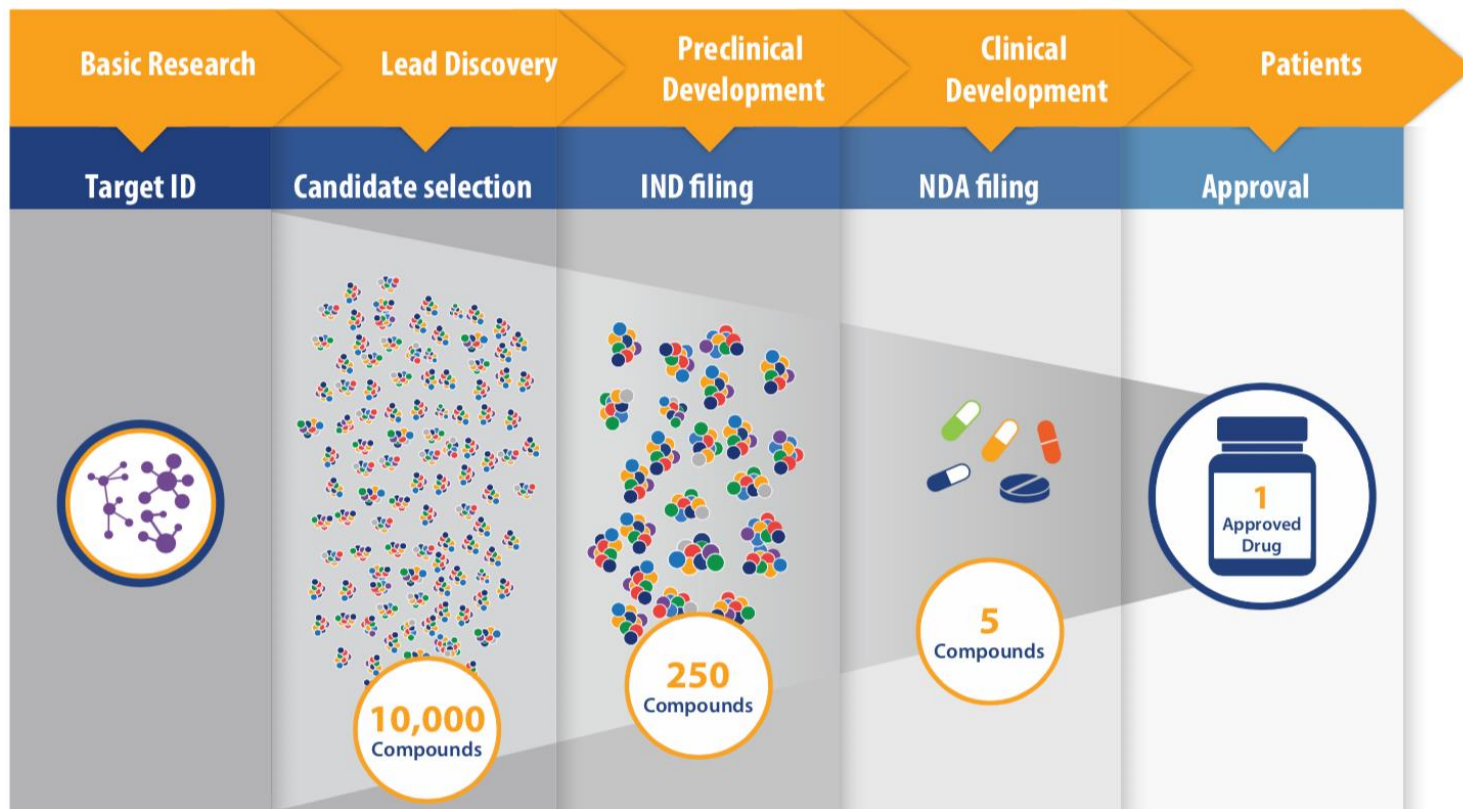 Basic Research
Lead Discovery
Preclinical
Development
Clinical
Development
Patients
Target ID
Candidate selection
IND filing
NDA filing
Approval
10,000
Compounds
250
Compounds
5
Compounds
1
Approved
Drug